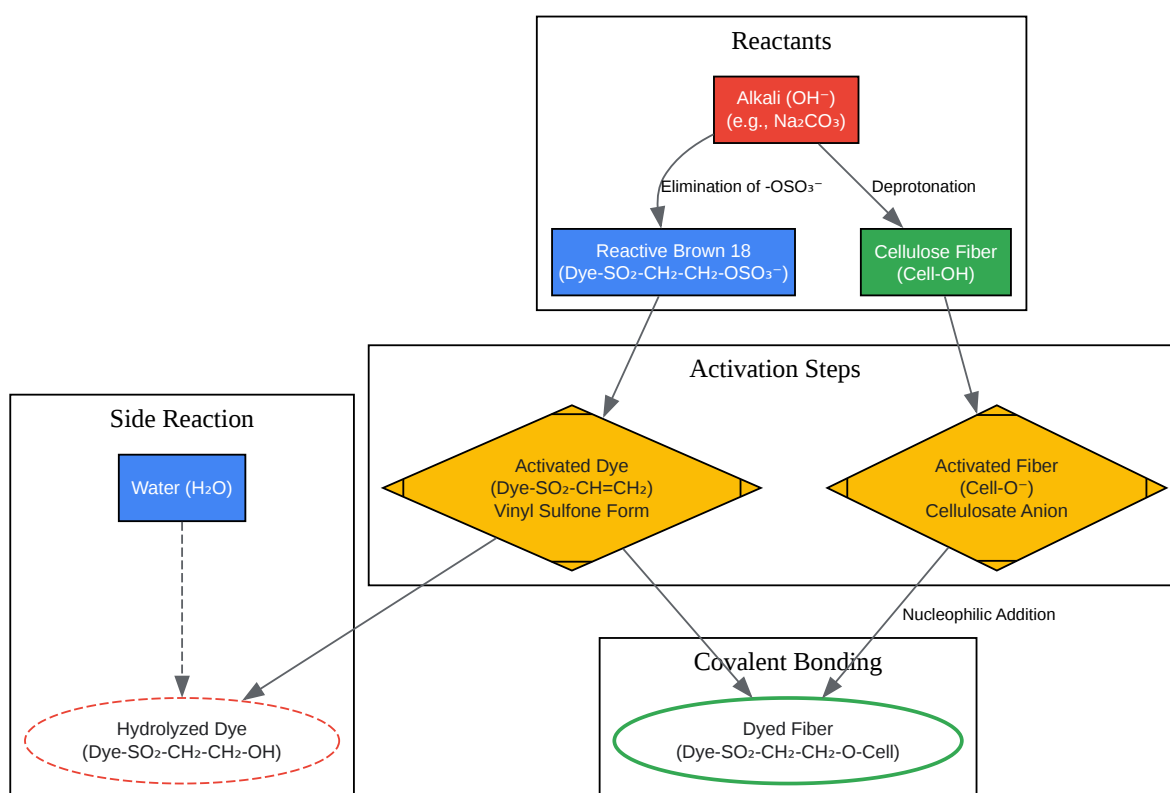 Reactants
Alkali (OH⁻)
(e.g., Na₂CO₃)
Elimination of -OSO₃⁻
Deprotonation
Reactive Brown 18
(Dye-SO₂-CH₂-CH₂-OSO₃⁻)
Cellulose Fiber
(Cell-OH)
Activation Steps
Side Reaction
Water (H₂O)
Activated Dye
(Dye-SO₂-CH=CH₂)
Vinyl Sulfone Form
Activated Fiber
(Cell-O⁻)
Cellulosate Anion
Nucleophilic Addition
Covalent Bonding
Hydrolyzed Dye
(Dye-SO₂-CH₂-CH₂-OH)
Dyed Fiber
(Dye-SO₂-CH₂-CH₂-O-Cell)